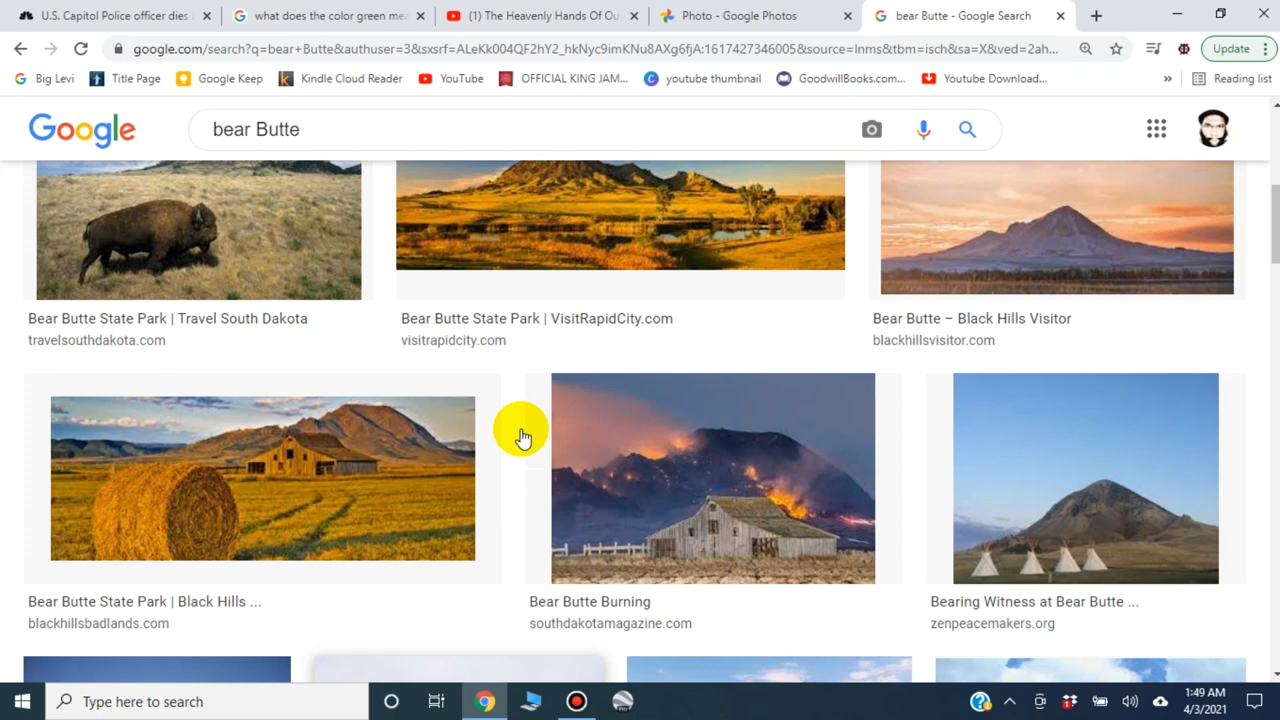 U.S. Capitol Police officer dies a
what does the color green mea
(1) The Heavenly Hands Of Ou
Photo - Google Photos
bear Butte - Google Search
google.com/search?q=bear+Butte&authuser=3&sxsrf=ALeKk004QF2hY2_hkNyc9imKNu8AXg6fjA:1617427346005&source=lnms&tbm=isch&sa=X&ved=2ah...
Update
Big Levi
Title Page
Google Keep
Kindle Cloud Reader
YouTube
OFFICIAL KING JAM...
youtube thumbnail
GoodwillBooks.com...
Youtube Download...
»
Reading list
Google
bear Butte
Bear Butte State Park | Travel South Dakota
travelsouthdakota.com
Bear Butte State Park | VisitRapidCity.com
visitrapidcity.com
Bear Butte – Black Hills Visitor
blackhillsvisitor.com
Bear Butte State Park | Black Hills ...
blackhillsbadlands.com
Bear Butte Burning
southdakotamagazine.com
Bearing Witness at Bear Butte ...
zenpeacemakers.org
Type here to search
1:49 AM
4/3/2021